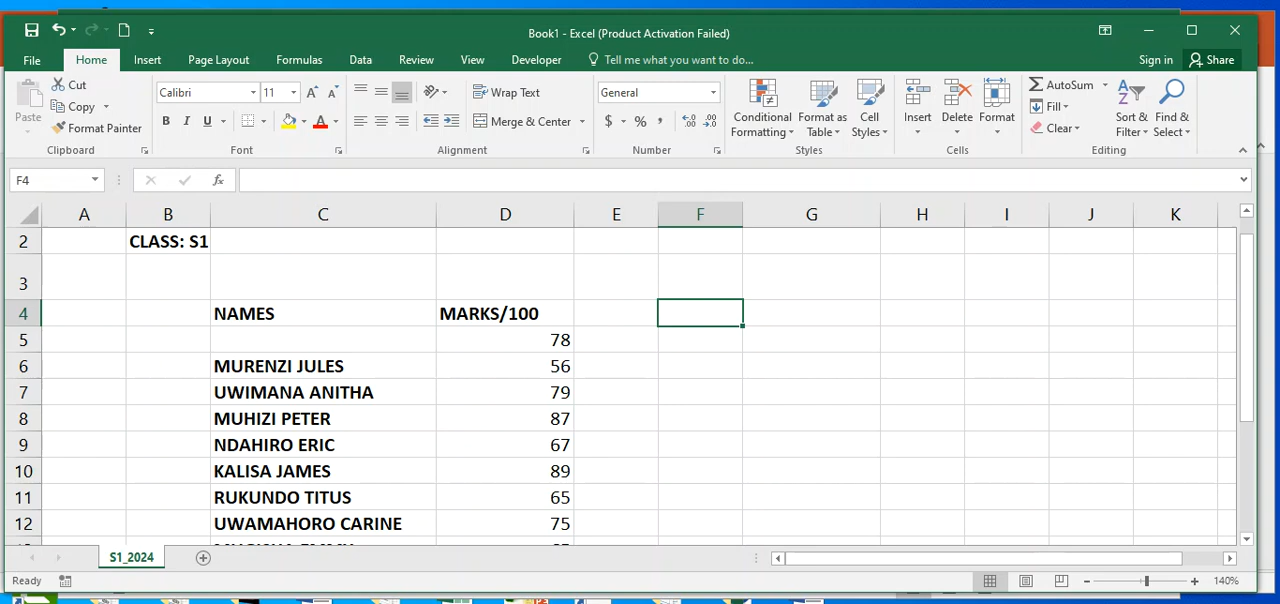 Book1 - Excel (Product Activation Failed)
File Home Insert Page Layout Formulas Data Review View Developer Tell me what you want to do... Sign in Share
Paste Cut Copy Format Painter
Calibri 11
B I U
Wrap Text
Merge & Center
General
$ % ,
Conditional Formatting Format as Table Cell Styles
Insert Delete Format
AutoSum Fill Clear
Sort & Filter Find & Select
Clipboard Font Alignment Number Styles Cells Editing
F4 fx
A B C D E F G H I J K
2 CLASS: S1
3
4 NAMES MARKS/100
5 78
6 MURENZI JULES 56
7 UWIMANA ANITHA 79
8 MUHIZI PETER 87
9 NDAHIRO ERIC 67
10 KALISA JAMES 89
11 RUKUNDO TITUS 65
12 UWAMAHORO CARINE 75
S1_2024
Ready 140%